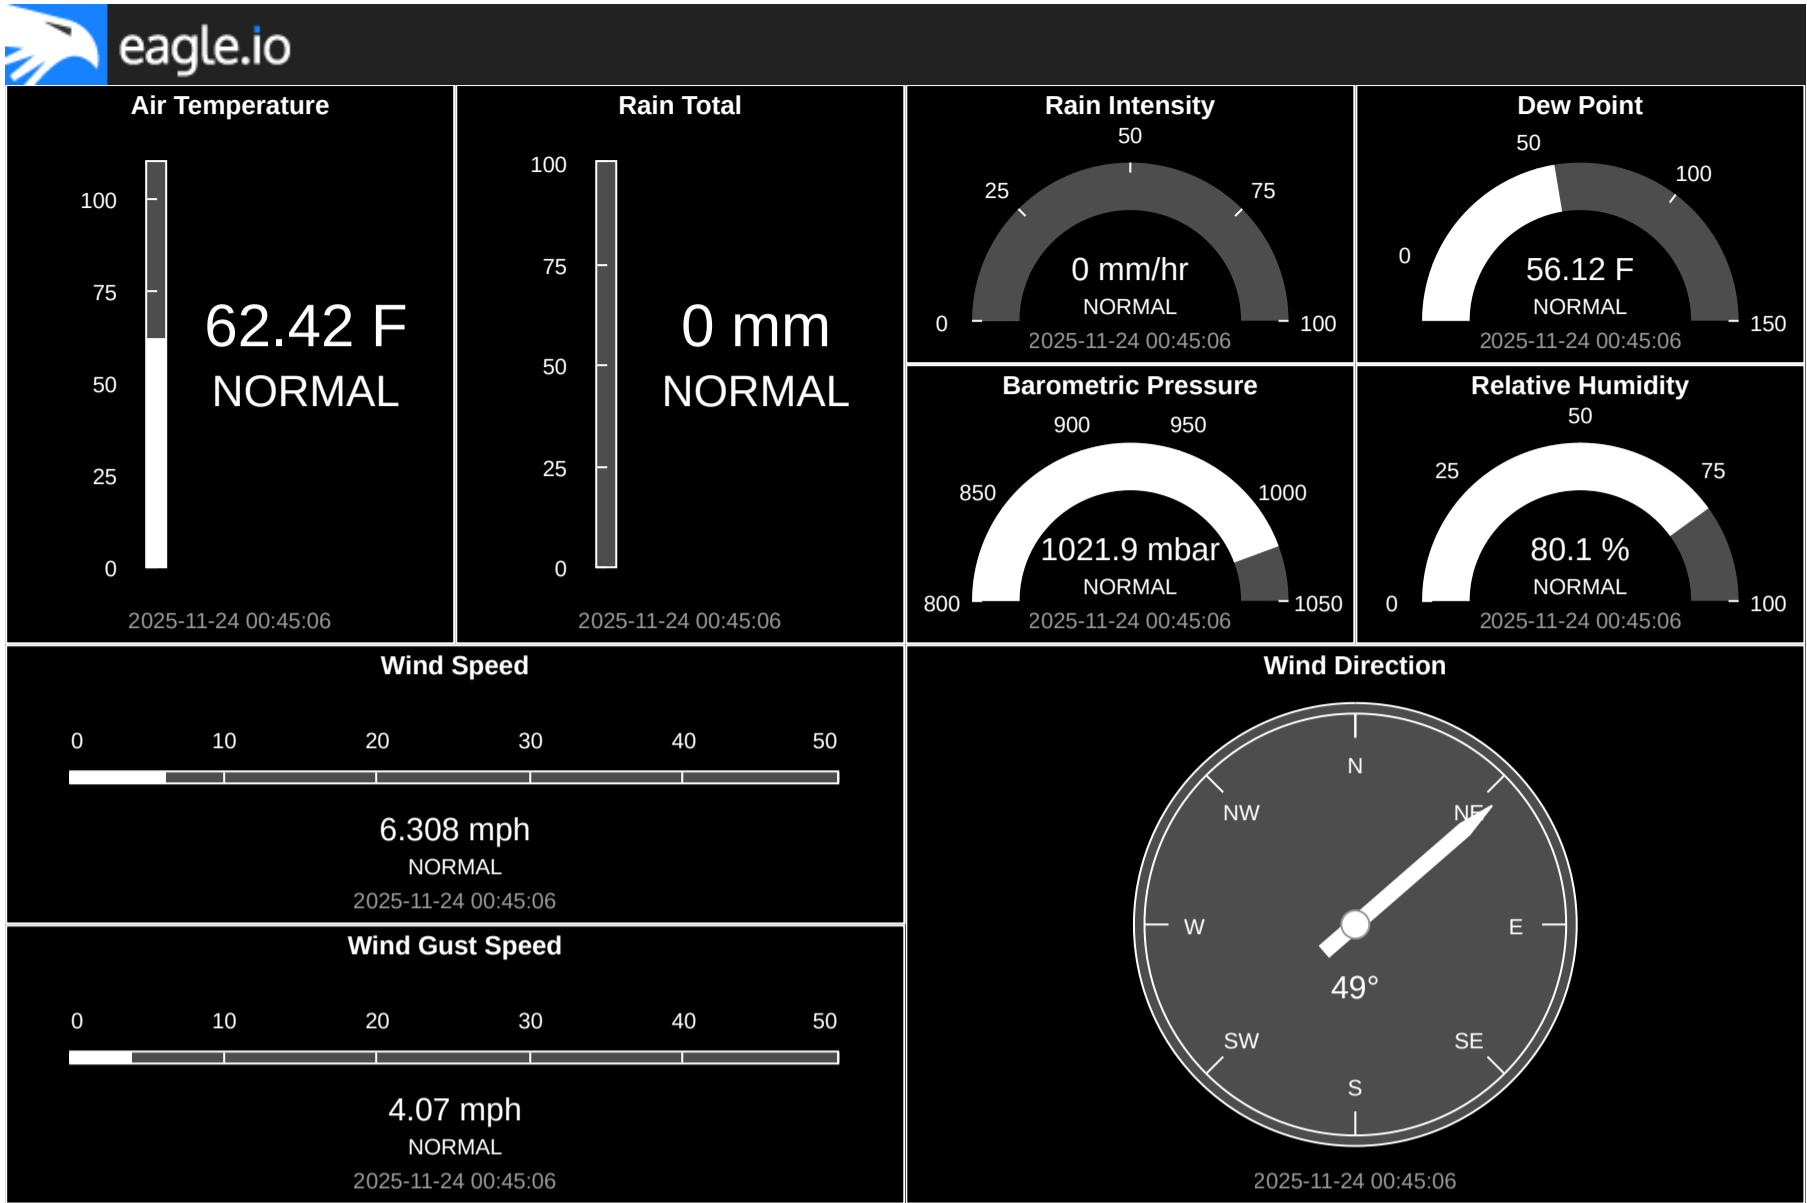 eagle.io
Air Temperature
100
75
50
25
0
62.42 F
NORMAL
2025-11-24 00:45:06
Rain Total
100
75
50
25
0
0 mm
NORMAL
2025-11-24 00:45:06
Rain Intensity
50
25
75
0
100
0 mm/hr
NORMAL
2025-11-24 00:45:06
Dew Point
50
100
0
150
56.12 F
NORMAL
2025-11-24 00:45:06
Barometric Pressure
900
950
850
1000
800
1050
1021.9 mbar
NORMAL
2025-11-24 00:45:06
Relative Humidity
50
25
75
0
100
80.1 %
NORMAL
2025-11-24 00:45:06
Wind Speed
0 10 20 30 40 50
6.308 mph
NORMAL
2025-11-24 00:45:06
Wind Gust Speed
0 10 20 30 40 50
4.07 mph
NORMAL
2025-11-24 00:45:06
Wind Direction
N
NW
NE
W
E
49°
SW
SE
S
2025-11-24 00:45:06